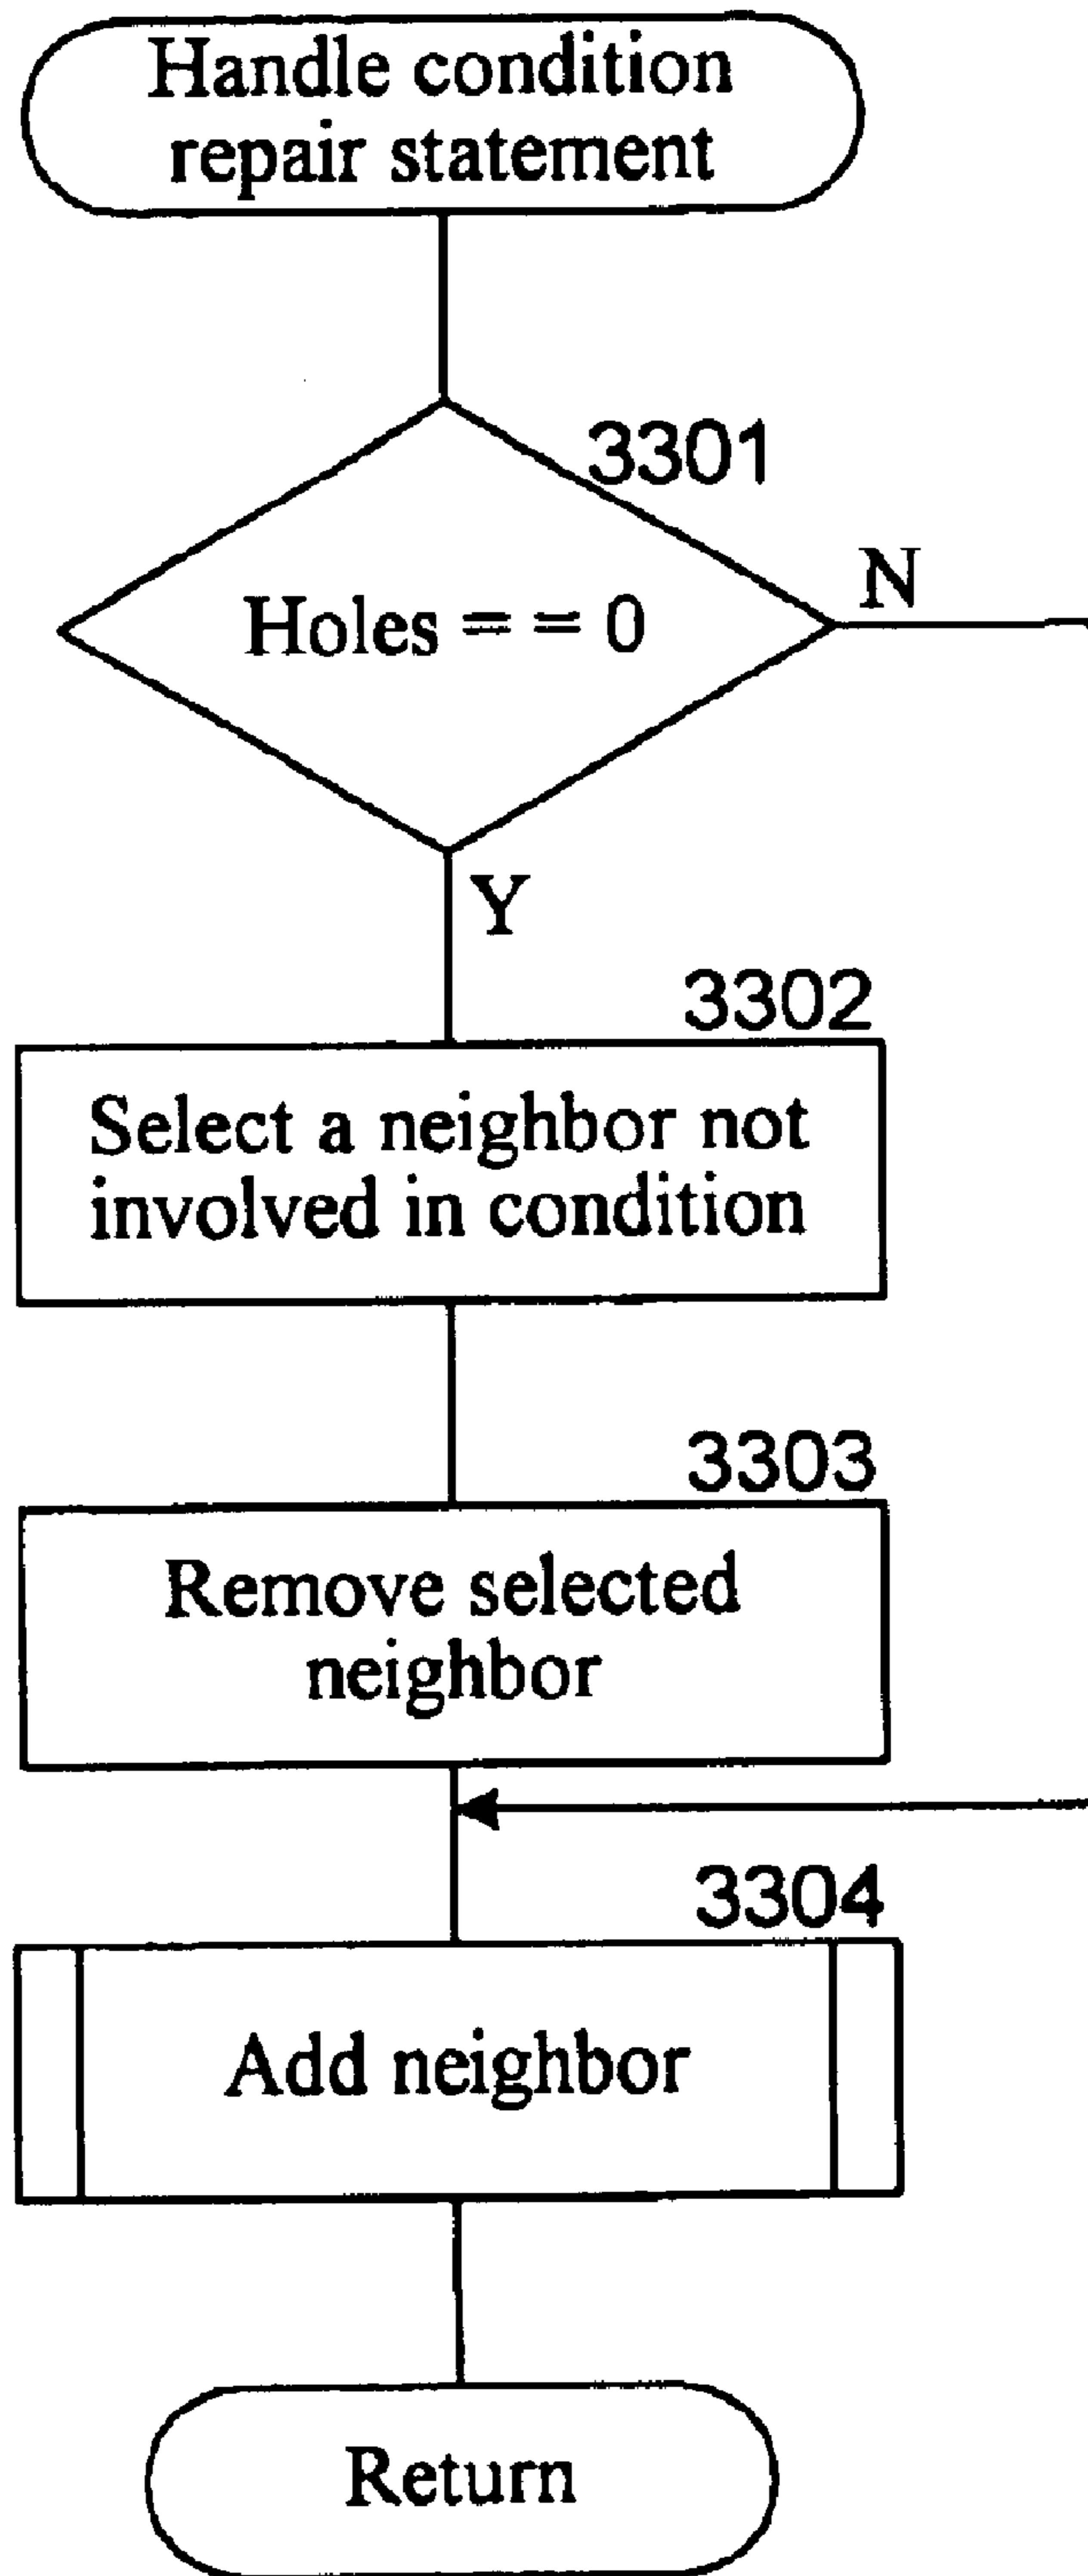 Handle condition
repair statement
3301
Holes = = 0
N
Y
3302
Select a neighbor not
involved in condition
3303
Remove selected
neighbor
3304
Add neighbor
Return